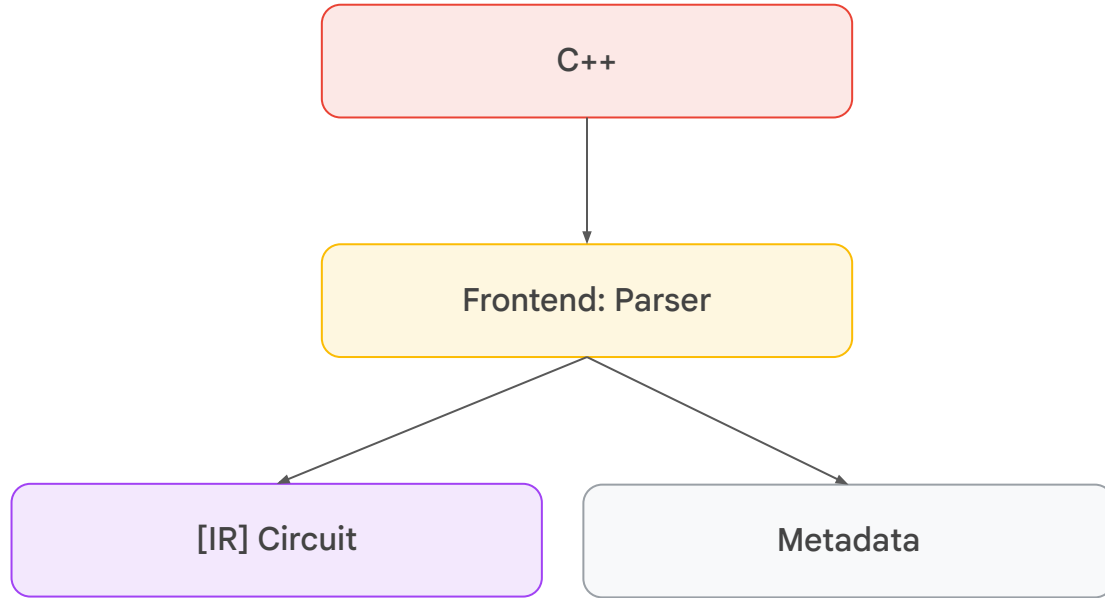 C++
Frontend: Parser
[IR] Circuit
Metadata